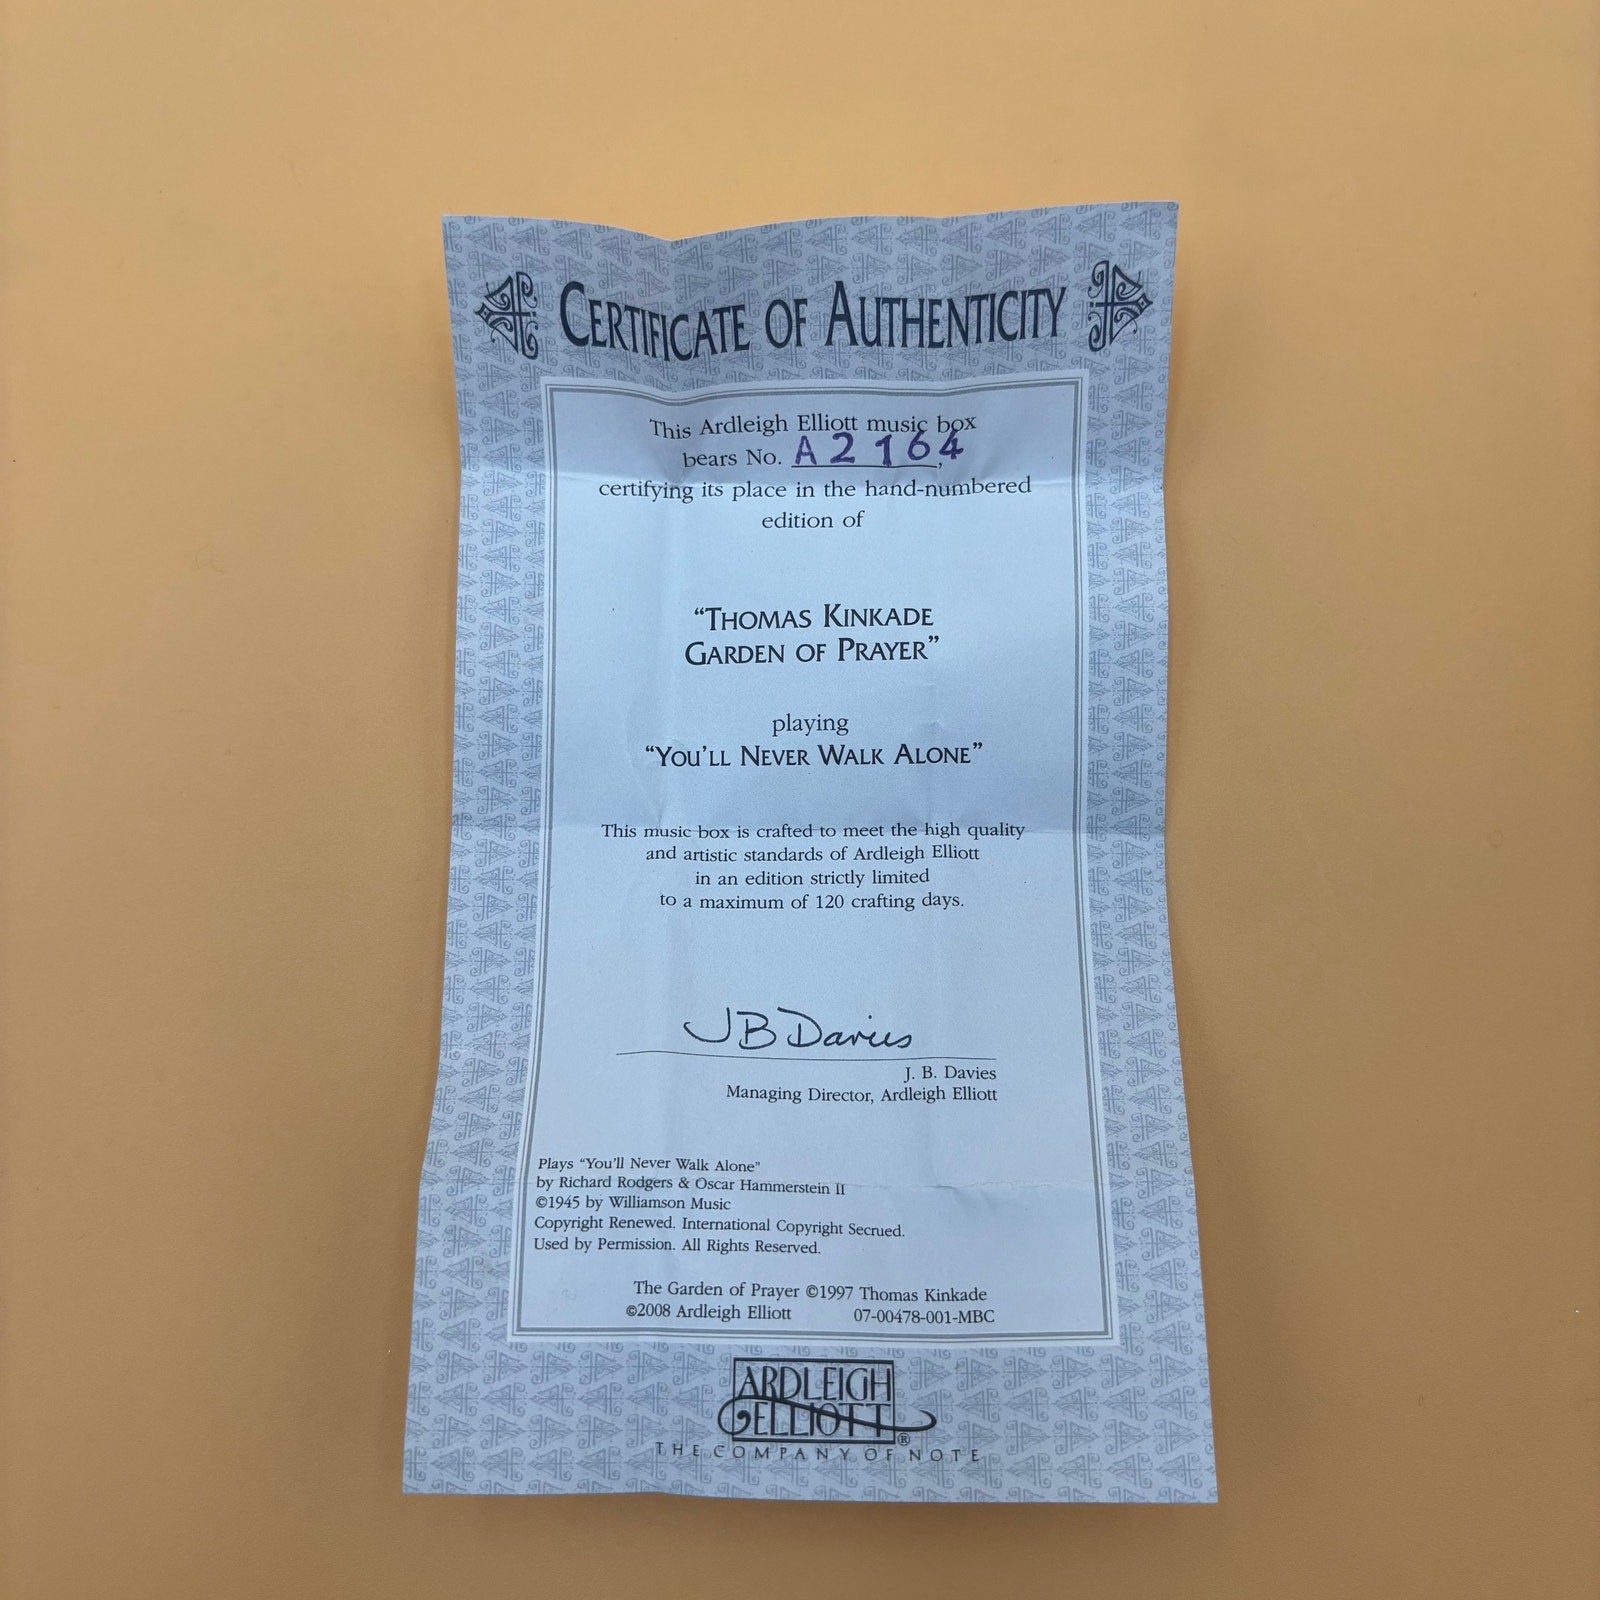 CERTIFICATE OF AUTHENTICITY
This Ardleigh Elliott music box
bears No. A2164,
certifying its place in the hand-numbered
edition of
“THOMAS KINKADE
GARDEN OF PRAYER”
playing
“YOU’LL NEVER WALK ALONE”
This music box is crafted to meet the high quality
and artistic standards of Ardleigh Elliott
in an edition strictly limited
to a maximum of 120 crafting days.
JB Davies
J. B. Davies
Managing Director, Ardleigh Elliott
Plays “You’ll Never Walk Alone”
by Richard Rodgers & Oscar Hammerstein II
©1945 by Williamson Music
Copyright Renewed. International Copyright Secrued.
Used by Permission. All Rights Reserved.
The Garden of Prayer ©1997 Thomas Kinkade
©2008 Ardleigh Elliott 07-00478-001-MBC
ARDLEIGH
ELLIOTT®
THE COMPANY OF NOTE